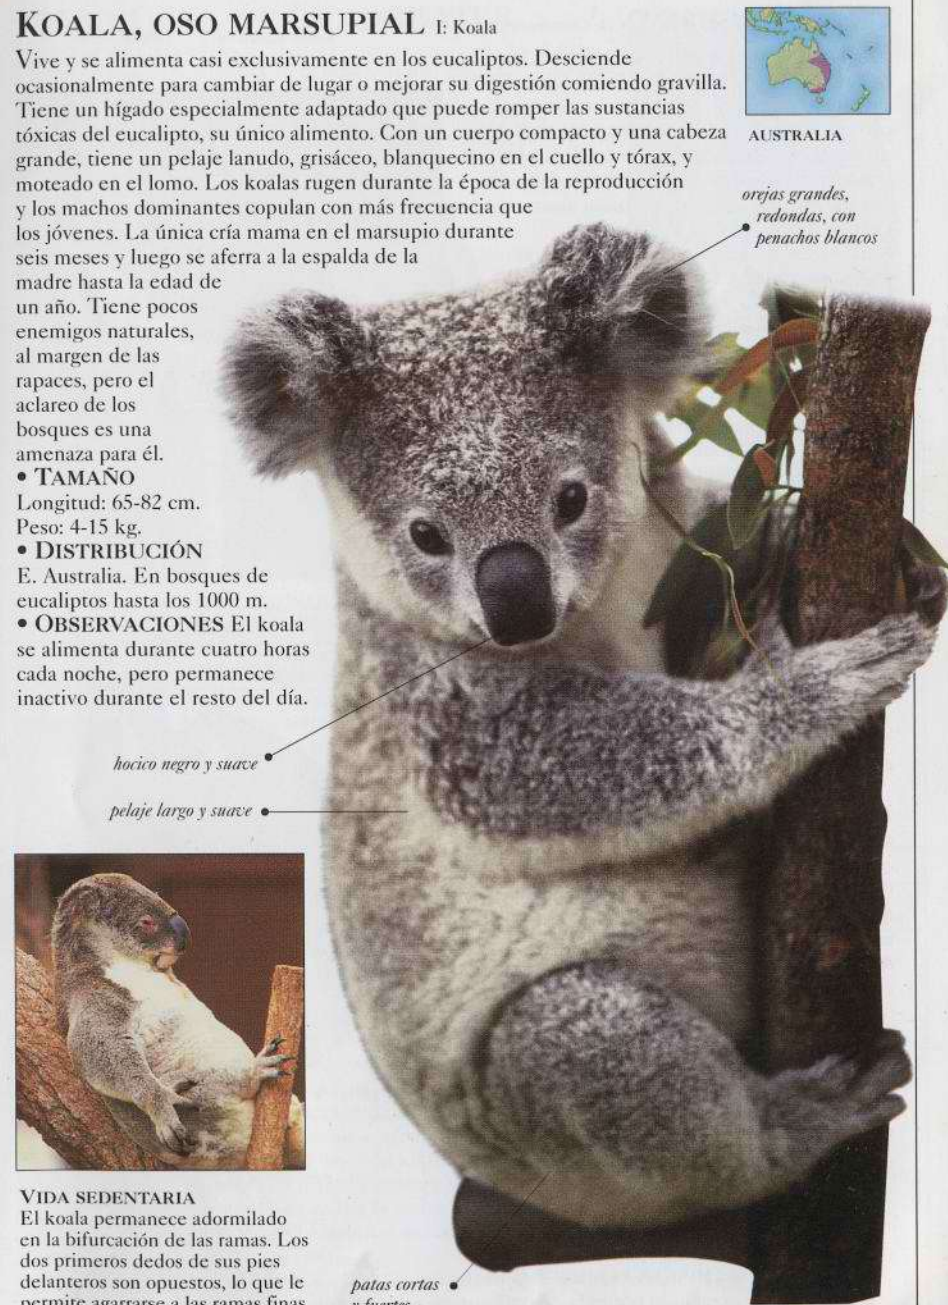 KOALA, OSO MARSUPIAL I: Koala
Vive y se alimenta casi exclusivamente en los eucaliptos. Desciende
ocasionalmente para cambiar de lugar o mejorar su digestión comiendo gravilla.
Tiene un hígado especialmente adaptado que puede romper las sustancias
tóxicas del eucalipto, su único alimento. Con un cuerpo compacto y una cabeza
grande, tiene un pelaje lanudo, grisáceo, blanquecino en el cuello y tórax, y
moteado en el lomo. Los koalas rugen durante la época de la reproducción
y los machos dominantes copulan con más frecuencia que
los jóvenes. La única cría mama en el marsupio durante
seis meses y luego se aferra a la espalda de la
madre hasta la edad de
un año. Tiene pocos
enemigos naturales,
al margen de las
rapaces, pero el
aclareo de los
bosques es una
amenaza para él.
• TAMAÑO
Longitud: 65-82 cm.
Peso: 4-15 kg.
• DISTRIBUCIÓN
E. Australia. En bosques de
eucaliptos hasta los 1000 m.
• OBSERVACIONES El koala
se alimenta durante cuatro horas
cada noche, pero permanece
inactivo durante el resto del día.
AUSTRALIA
orejas grandes,
redondas, con
penachos blancos
hocico negro y suave
pelaje largo y suave
VIDA SEDENTARIA
El koala permanece adormilado
en la bifurcación de las ramas. Los
dos primeros dedos de sus pies
delanteros son opuestos, lo que le
permite agarrarse a las ramas finas
patas cortas
y fuertes